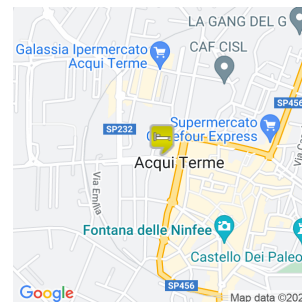 LA GANG DEL G
Galassia Ipermercato
Acqui Terme
CAF CISL
SP456
Supermercato
Carrefour Express
SP232
Acqui Terme
Via Emilia
Fontana delle Ninfee
Castello Dei Paleo
SP456
Google
Map data ©202